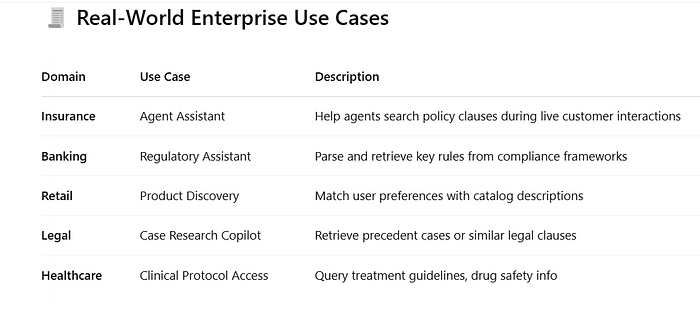 Real-World Enterprise Use Cases
Domain Use Case Description
Insurance Agent Assistant Help agents search policy clauses during live customer interactions
Banking Regulatory Assistant Parse and retrieve key rules from compliance frameworks
Retail Product Discovery Match user preferences with catalog descriptions
Legal Case Research Copilot Retrieve precedent cases or similar legal clauses
Healthcare Clinical Protocol Access Query treatment guidelines, drug safety info